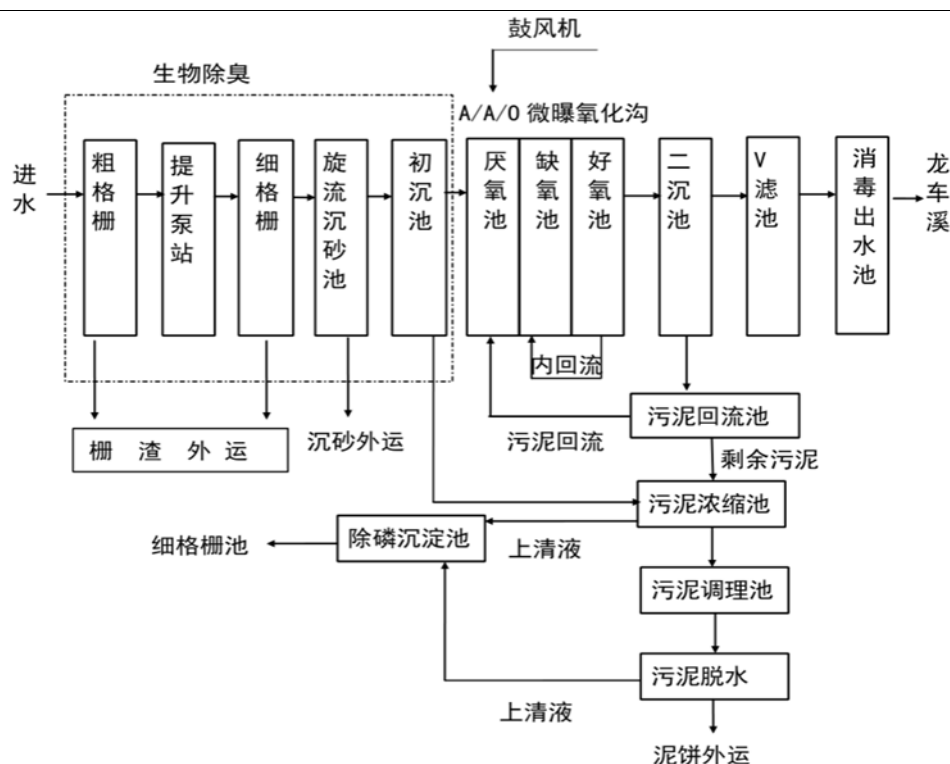 鼓风机
生物除臭
A/A/O 微曝氧化沟
进水
粗格栅
提升泵站
细格栅
旋流沉砂池
初沉池
厌氧池
缺氧池
好氧池
二沉池
V滤池
消毒出水池
龙车溪
内回流
栅渣外运
沉砂外运
污泥回流
污泥回流池
剩余污泥
污泥浓缩池
细格栅池
除磷沉淀池
上清液
污泥调理池
污泥脱水
上清液
泥饼外运